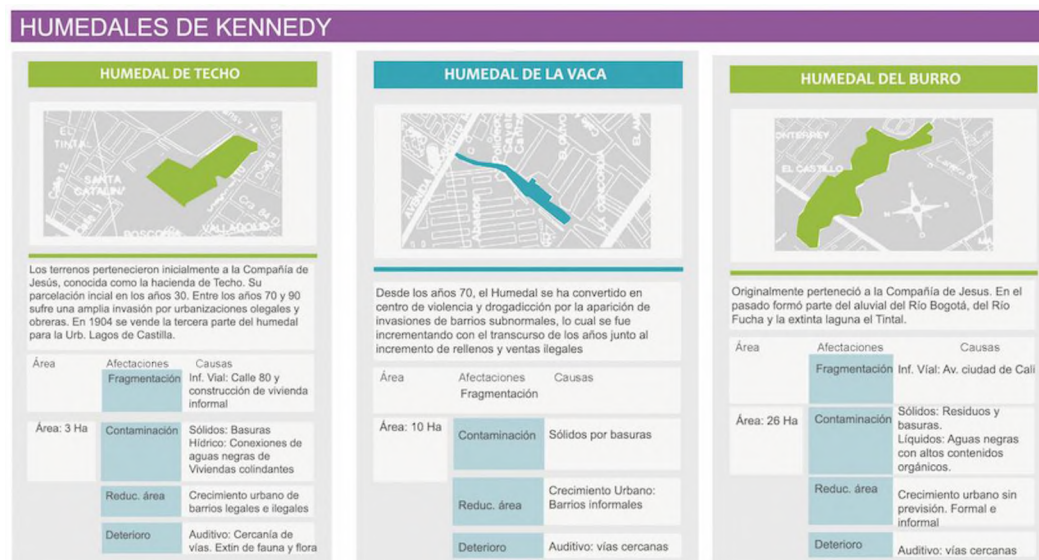 HUMEDALES DE KENNEDY
HUMEDAL DE TECHO
EL
TINTAL
Calle 12
SANTA
CATALIN
Calle 11
BOSCONIA
VALLADOLID
Los terrenos pertenecieron inicialmente a la Compañía de
Jesús, conocida como la hacienda de Techo. Su
parcelación incial en los años 30. Entre los años 70 y 90
sufre una amplia invasión por urbanizaciones olegales y
obreras. En 1904 se vende la tercera parte del humedal
para la Urb. Lagos de Castilla.
Área Afectaciones Causas
Fragmentación Inf. Vial: Calle 80 y
construcción de vivienda
informal
Área: 3 Ha Contaminación Sólidos: Basuras
Hídrico: Conexiones de
aguas negras de
Viviendas colindantes
Reduc. área Crecimiento urbano de
barrios legales e ilegales
Deterioro Auditivo: Cercanía de
vías. Extin de fauna y flora
HUMEDAL DE LA VACA
AVENIDA
EL OLIVO
Desde los años 70, el Humedal se ha convertido en
centro de violencia y drogadicción por la aparición de
invasiones de barrios subnormales, lo cual se fue
incrementando con el transcurso de los años junto al
incremento de rellenos y ventas ilegales
Área Afectaciones Causas
Fragmentación
Área: 10 Ha Contaminación Sólidos por basuras
Reduc. área Crecimiento Urbano:
Barrios informales
Deterioro Auditivo: vías cercanas
HUMEDAL DEL BURRO
ONTERREY
EL CASTILLO
Originalmente perteneció a la Compañía de Jesus. En el
pasado formó parte del aluvial del Río Bogotá, del Río
Fucha y la extinta laguna el Tintal.
Área Afectaciones Causas
Fragmentación Inf. Víal: Av. ciudad de Cali
Área: 26 Ha Contaminación Sólidos: Residuos y
basuras.
Líquidos: Aguas negras
con altos contenidos
orgánicos.
Reduc. área Crecimiento urbano sin
previsión. Formal e
informal
Deterioro Auditivo: vías cercanas